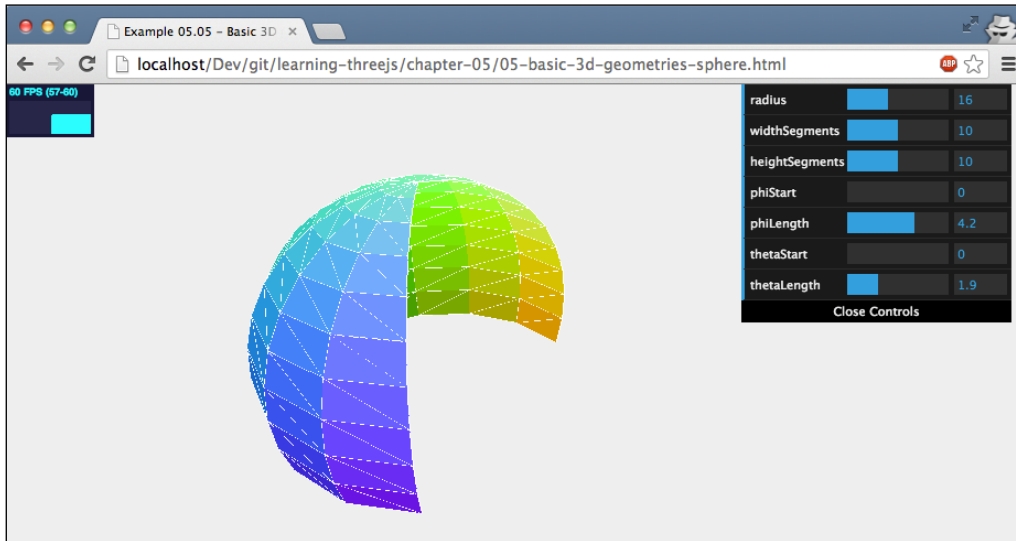 Example 05.05 – Basic 3D
localhost/Dev/git/learning-threejs/chapter-05/05-basic-3d-geometries-sphere.html
ABP
60 FPS (57-60)
radius 16
widthSegments 10
heightSegments 10
phiStart 0
phiLength 4.2
thetaStart 0
thetaLength 1.9
Close Controls